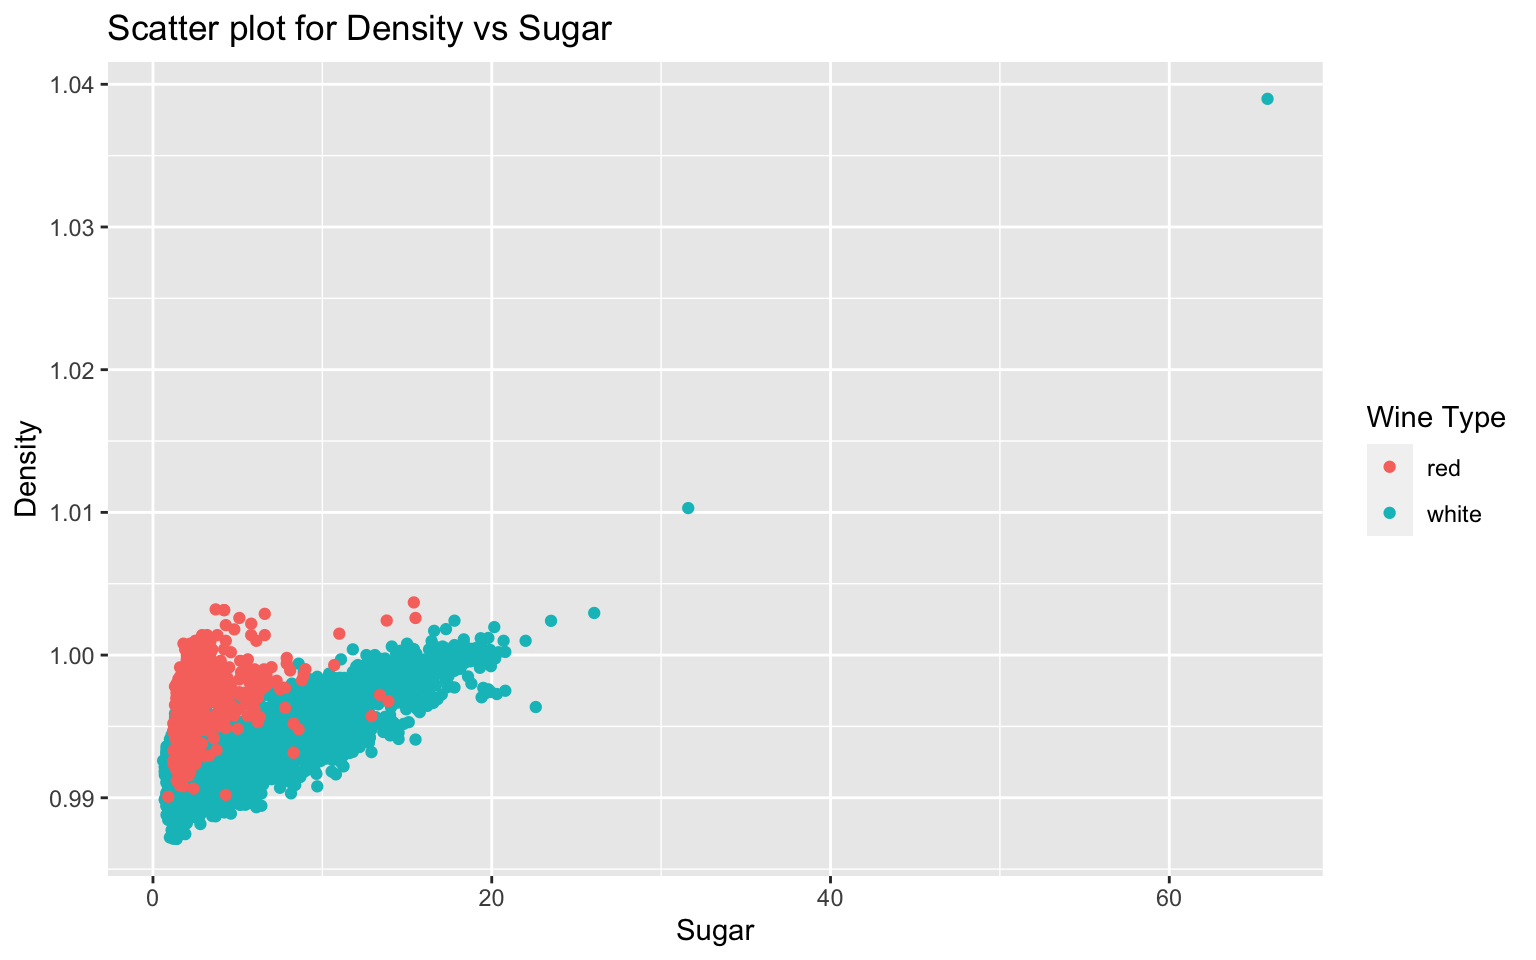 Scatter plot for Density vs Sugar
1.04
1.03
1.02
1.01
1.00
0.99
Density
0
20
40
60
Sugar
Wine Type
red
white